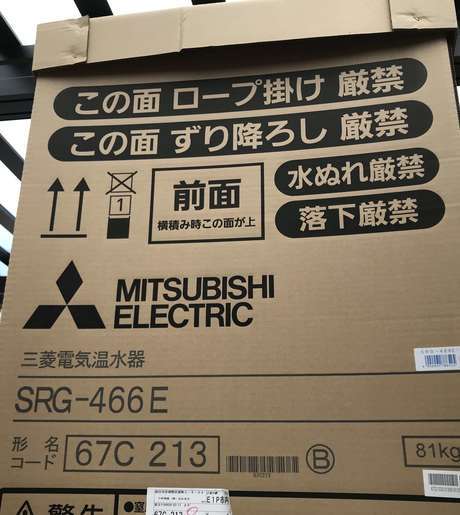 この面 ロープ掛け 厳禁
この面 ずり降ろし 厳禁
1
前面
横積み時この面が上
水ぬれ厳禁
落下厳禁
MITSUBISHI
ELECTRIC
三菱電気温水器
SRG-466E
形 名
コード
67C 213
B
81kg
67C 213